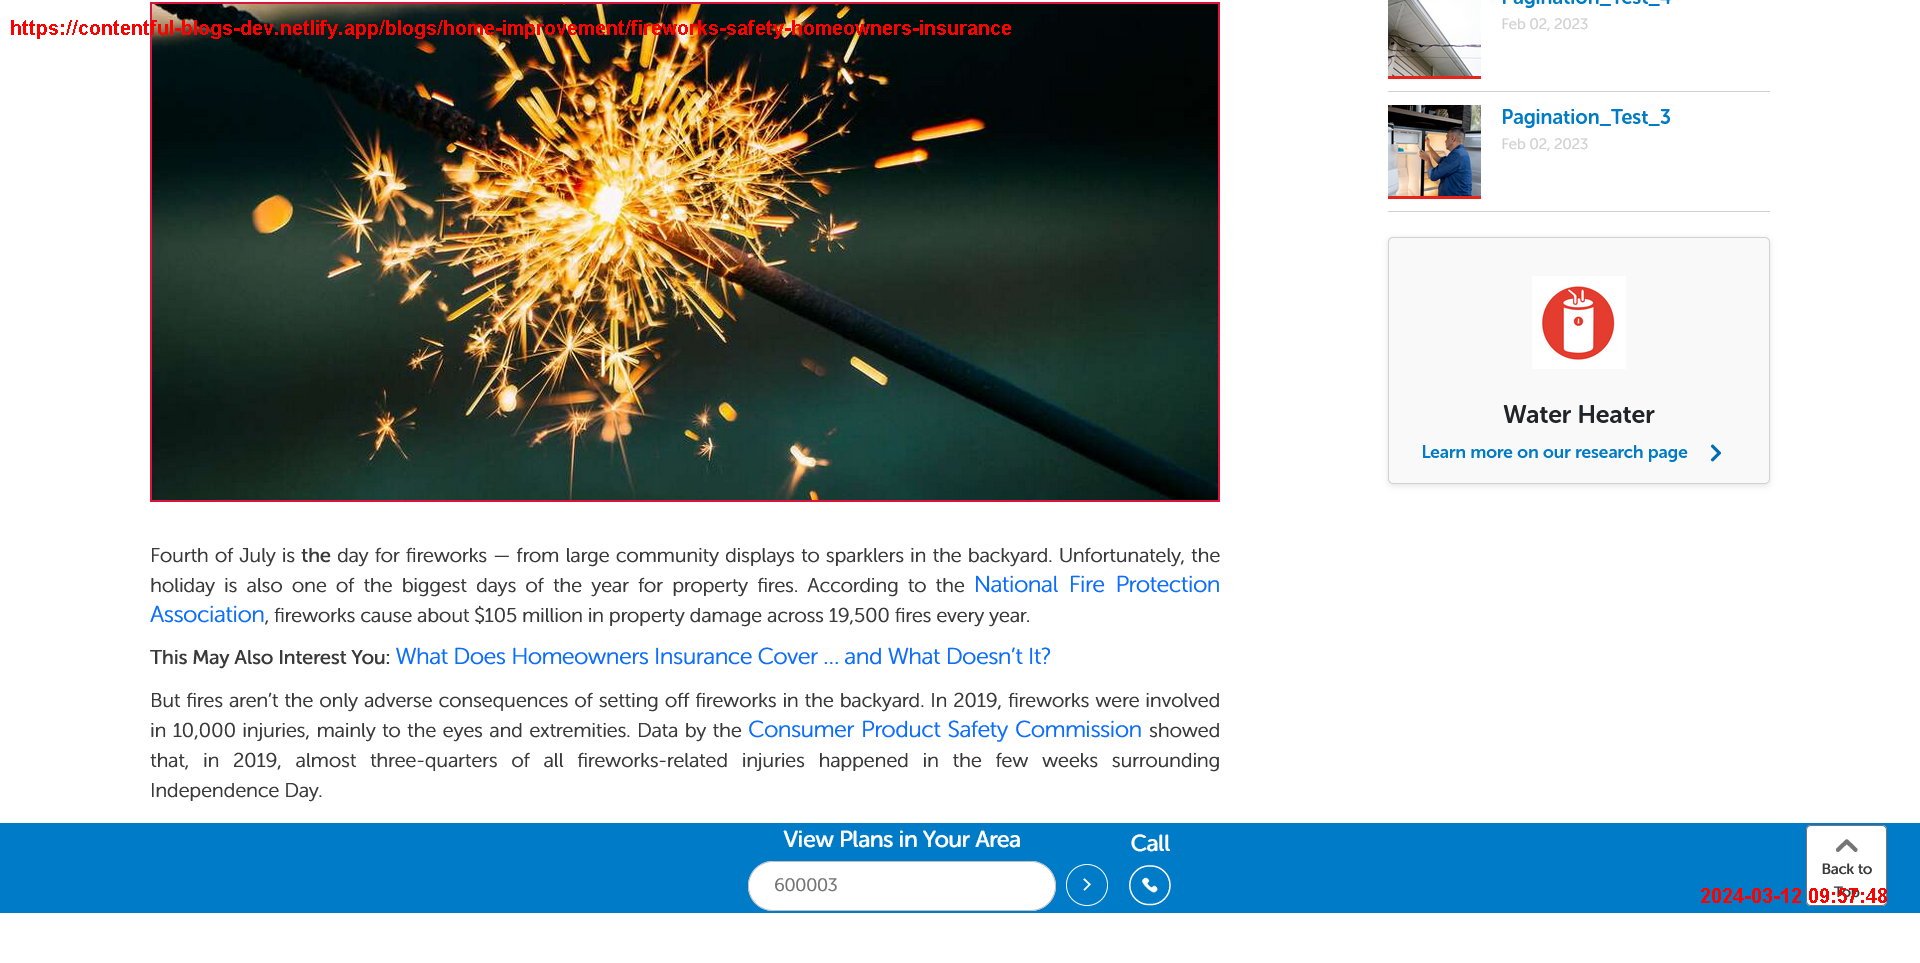 https://contentful-blogs-dev.netlify.app/blogs/home-improvement/fireworks-safety-homeowners-insurance
Pagination_Test_4
Feb 02, 2023
Pagination_Test_3
Feb 02, 2023
Water Heater
Learn more on our research page
Fourth of July is the day for fireworks — from large community displays to sparklers in the backyard. Unfortunately, the
holiday is also one of the biggest days of the year for property fires. According to the National Fire Protection
Association, fireworks cause about $105 million in property damage across 19,500 fires every year.
This May Also Interest You: What Does Homeowners Insurance Cover ... and What Doesn’t It?
But fires aren’t the only adverse consequences of setting off fireworks in the backyard. In 2019, fireworks were involved
in 10,000 injuries, mainly to the eyes and extremities. Data by the Consumer Product Safety Commission showed
that, in 2019, almost three-quarters of all fireworks-related injuries happened in the few weeks surrounding
Independence Day.
View Plans in Your Area
600003
Call
Back to
Top
2024-03-12 09:57:48